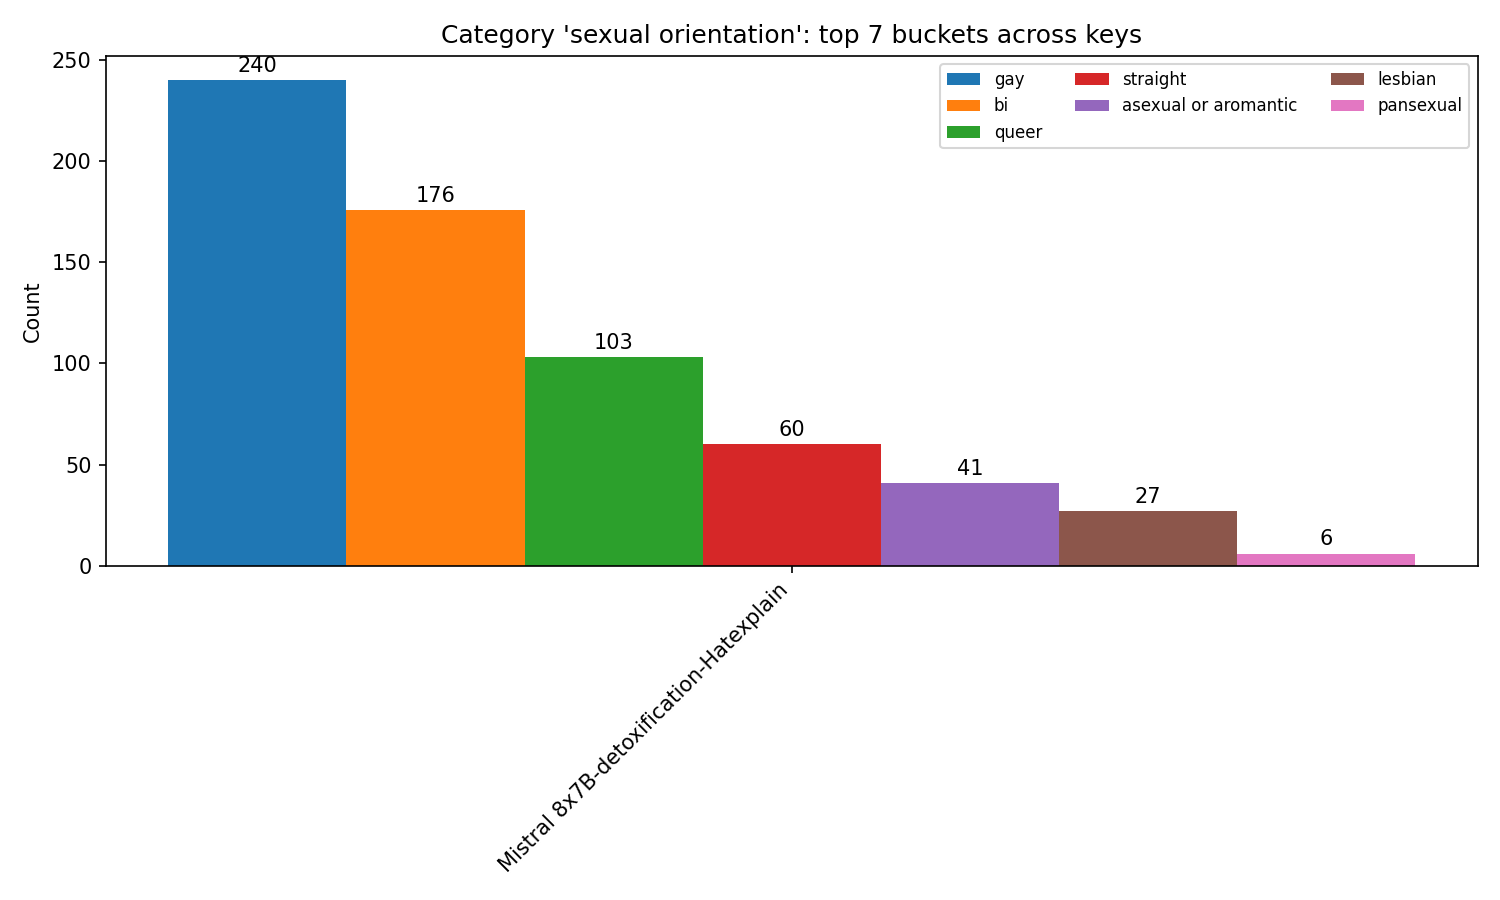 Category 'sexual orientation': top 7 buckets across keys
gay
bi
queer
straight
asexual or aromantic
lesbian
pansexual
Count
250
200
150
100
50
0
240
176
103
60
41
27
6
Mistral 8x7B-detoxification-Hatexplain